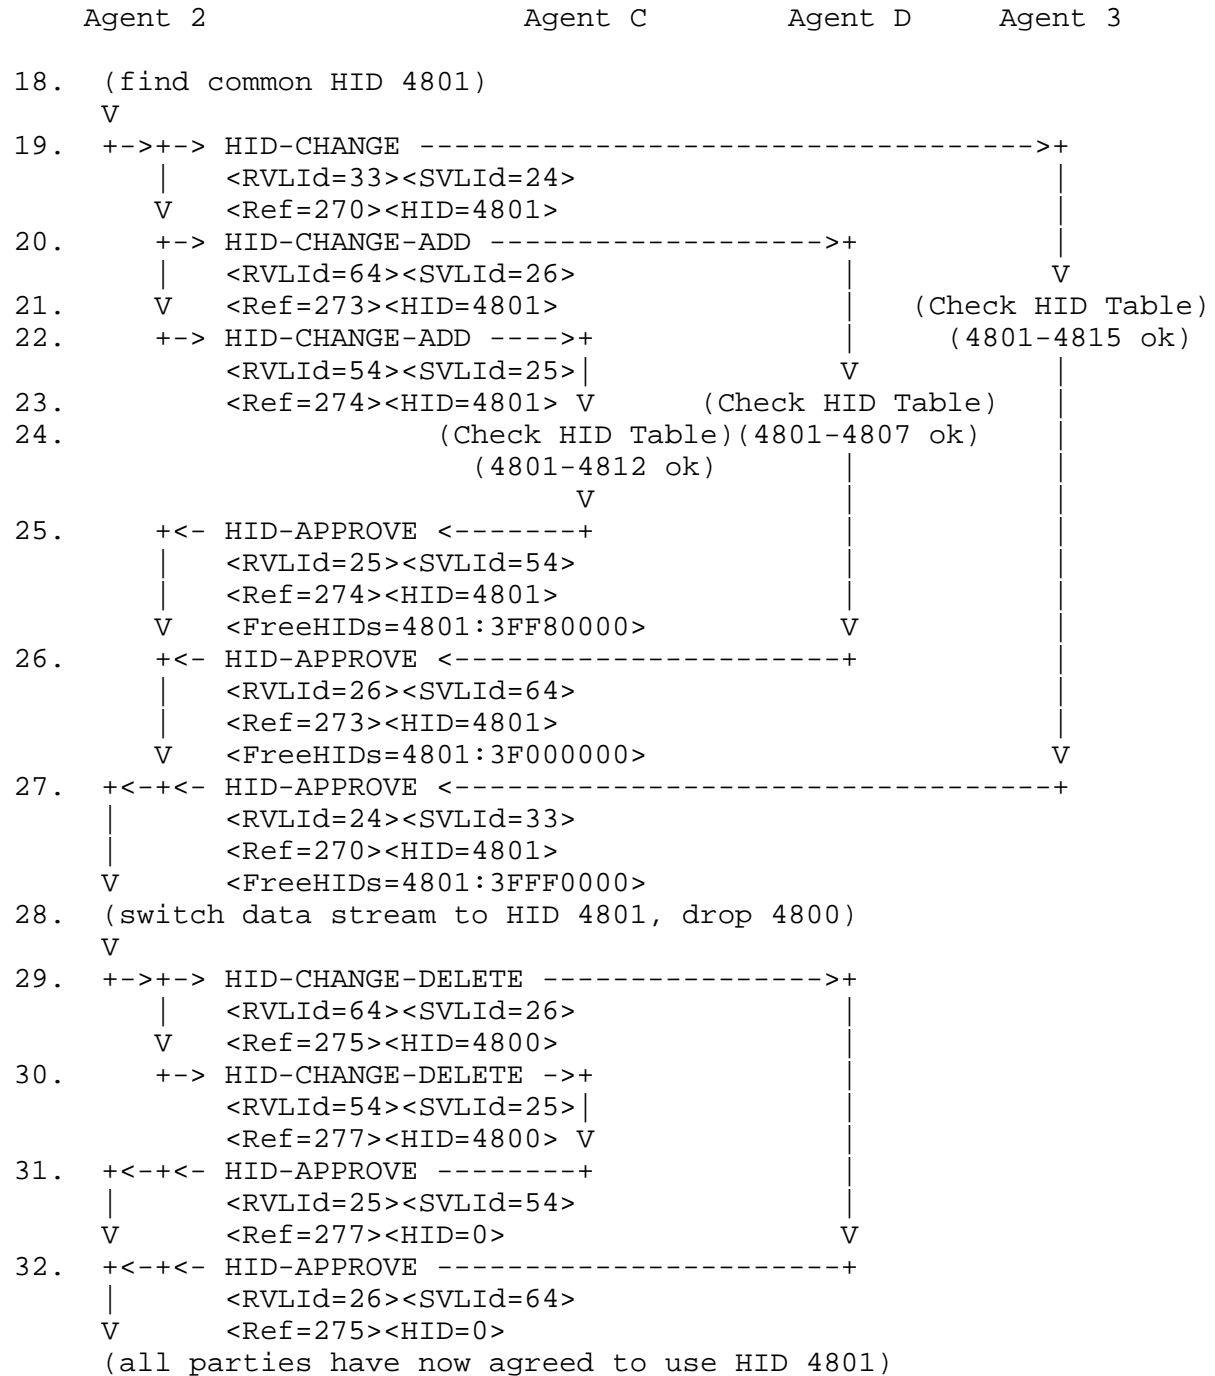 Agent 2                  Agent C        Agent D     Agent 3

18.  (find common HID 4801)
     V
19.  +->+-> HID-CHANGE ----------------------------------->+
        |   <RVLId=33><SVLId=24>                           |
        V   <Ref=270><HID=4801>                            |
20.     +-> HID-CHANGE-ADD ------------------->+           |
        |   <RVLId=64><SVLId=26>               |           V
21.     V   <Ref=273><HID=4801>                |   (Check HID Table)
22.     +-> HID-CHANGE-ADD ---->+              |     (4801-4815 ok)
            <RVLId=54><SVLId=25>|              V           |
23.         <Ref=274><HID=4801> V      (Check HID Table)   |
24.                     (Check HID Table)(4801-4807 ok)    |
                          (4801-4812 ok)       |           |
                                V              |           |
25.     +<- HID-APPROVE <-------+              |           |
        |   <RVLId=25><SVLId=54>               |           |
        |   <Ref=274><HID=4801>                |           |
        V   <FreeHIDs=4801:3FF80000>           V           |
26.     +<- HID-APPROVE <----------------------+           |
        |   <RVLId=26><SVLId=64>                           |
        |   <Ref=273><HID=4801>                            |
        V   <FreeHIDs=4801:3F000000>                       V
27.  +<-+<- HID-APPROVE <----------------------------------+
     |      <RVLId=24><SVLId=33>
     |      <Ref=270><HID=4801>
     V      <FreeHIDs=4801:3FFF0000>
28.  (switch data stream to HID 4801, drop 4800)
     V
29.  +->+-> HID-CHANGE-DELETE ---------------->+
        |   <RVLId=64><SVLId=26>               |
        V   <Ref=275><HID=4800>                |
30.     +-> HID-CHANGE-DELETE ->+              |
            <RVLId=54><SVLId=25>|              |
            <Ref=277><HID=4800> V              |
31.  +<-+<- HID-APPROVE --------+              |
     |      <RVLId=25><SVLId=54>               |
     V      <Ref=277><HID=0>                   V
32.  +<-+<- HID-APPROVE -----------------------+
     |      <RVLId=26><SVLId=64>
     V      <Ref=275><HID=0>
     (all parties have now agreed to use HID 4801)